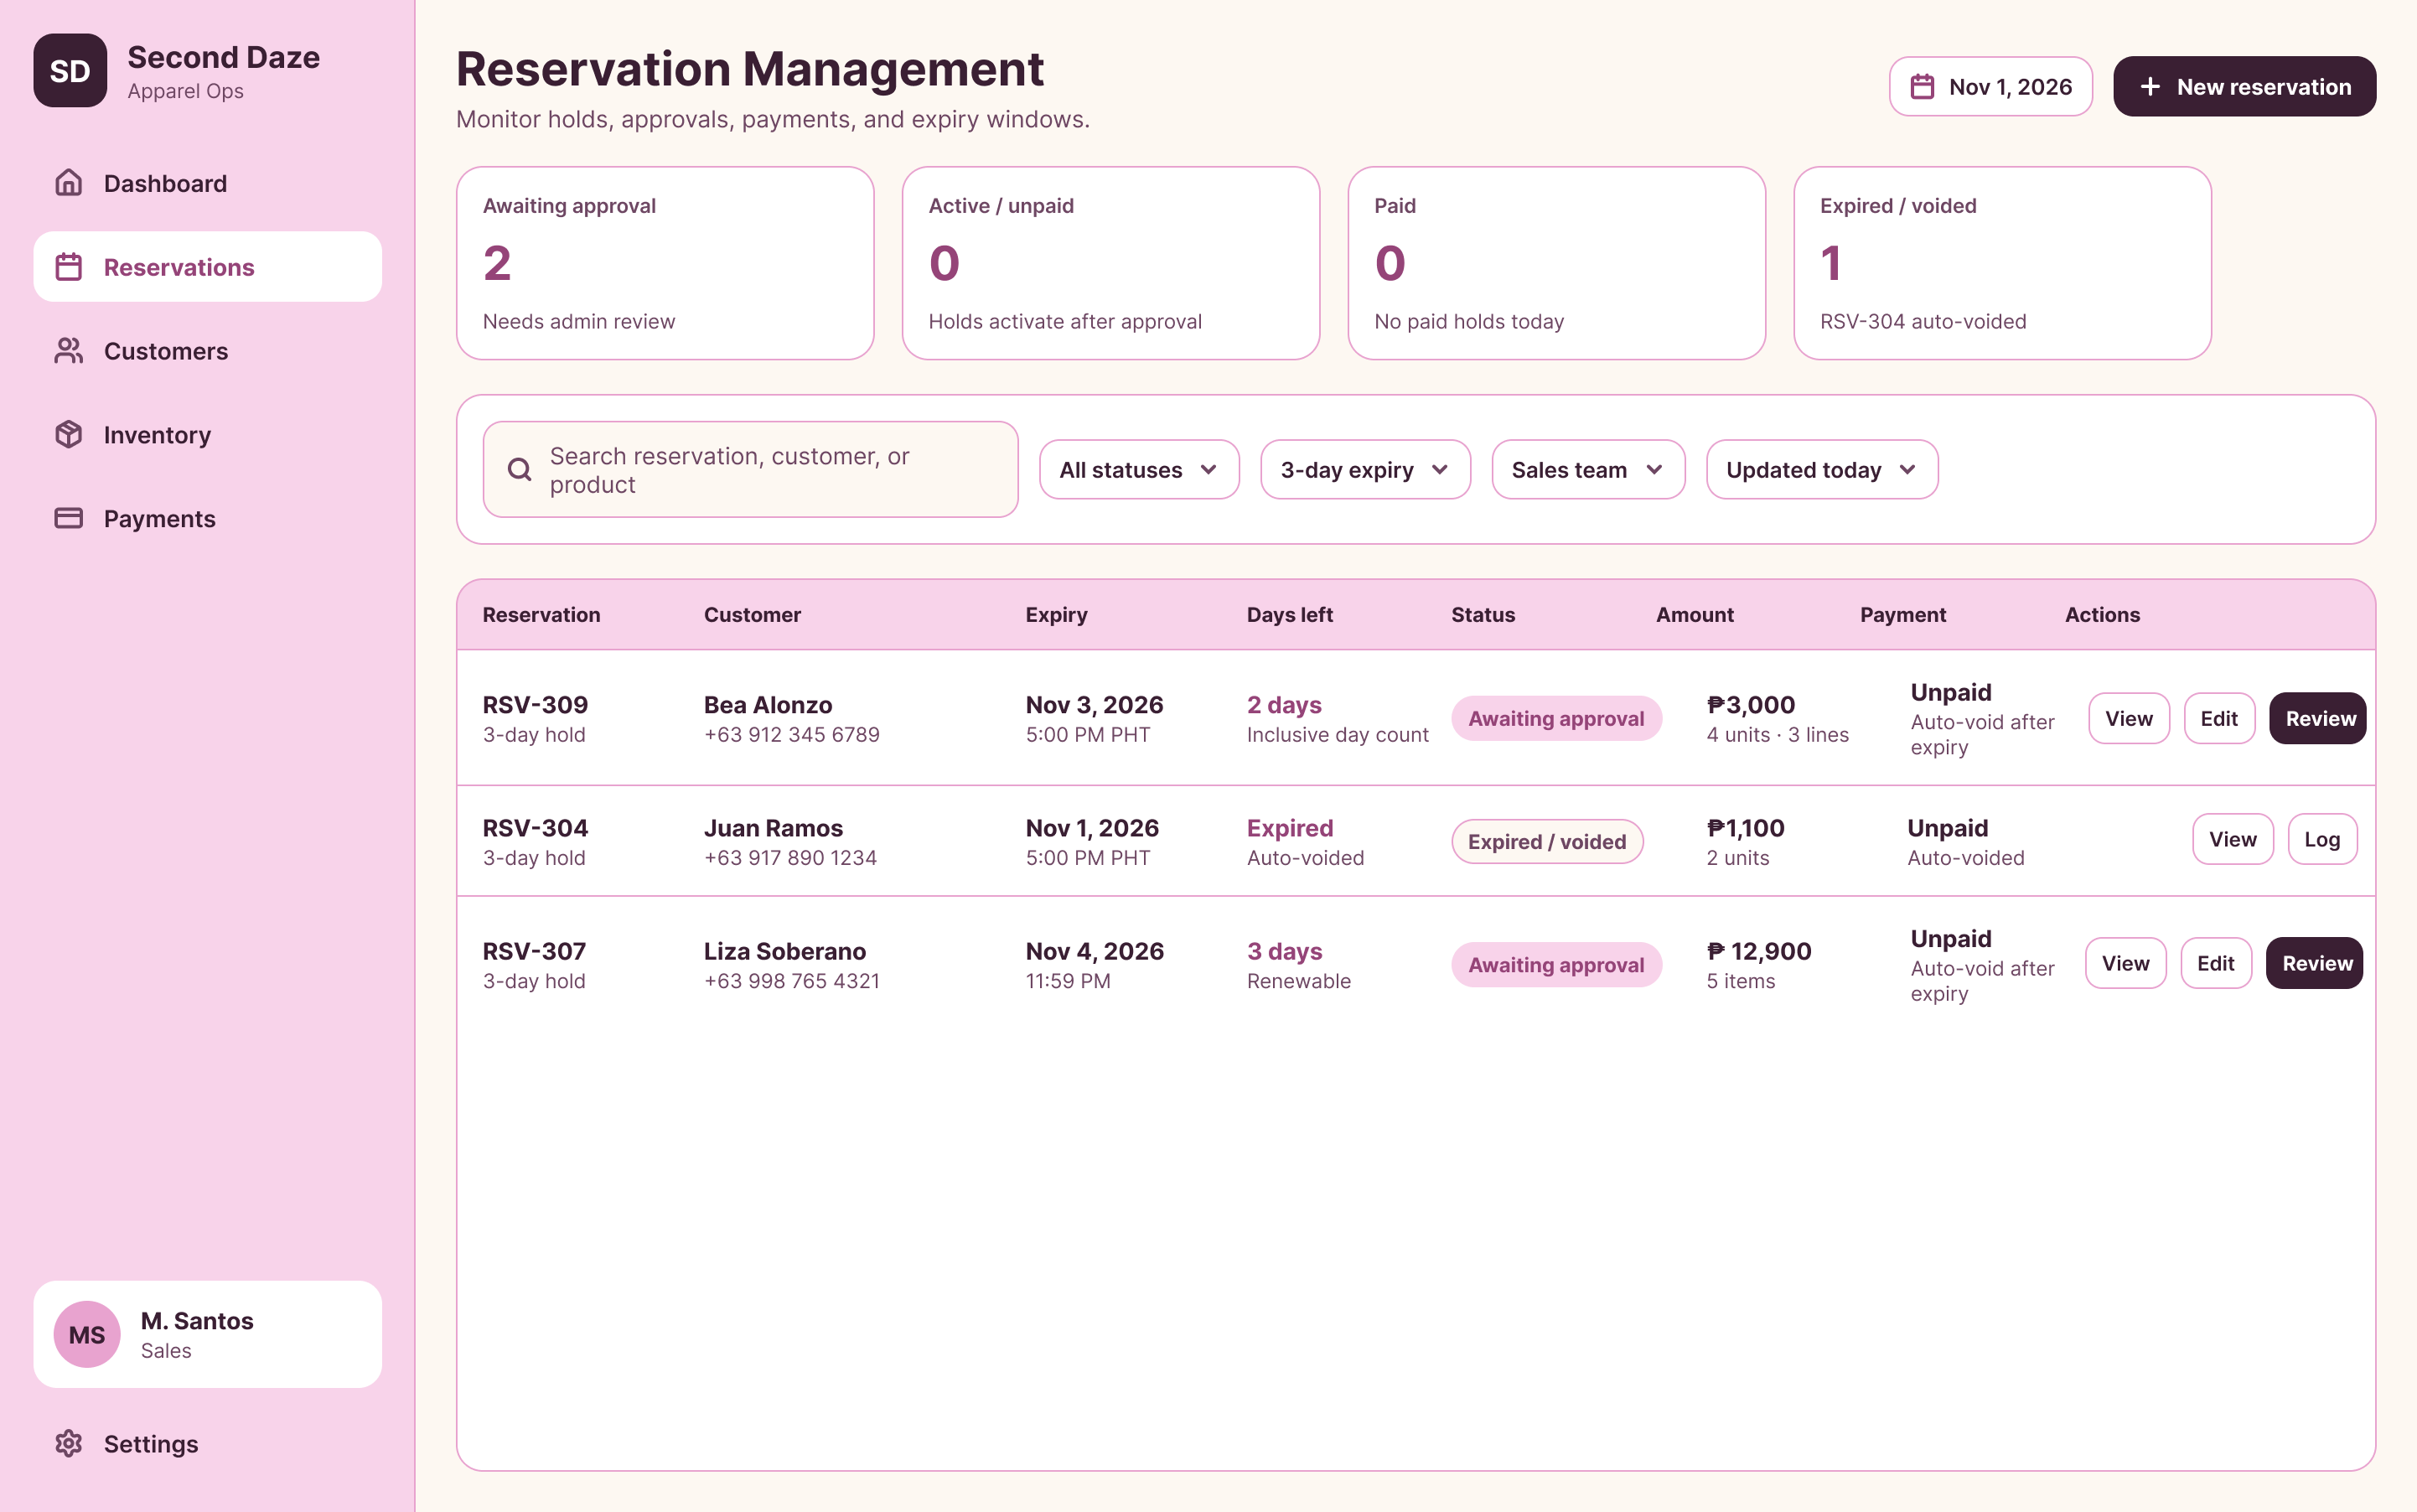 SD
Second Daze
Apparel Ops
Dashboard
Reservations
Customers
Inventory
Payments
MS
M. Santos
Sales
Settings
Reservation Management
Monitor holds, approvals, payments, and expiry windows.
Nov 1, 2026
New reservation
Awaiting approval
2
Needs admin review
Active / unpaid
0
Holds activate after approval
Paid
0
No paid holds today
Expired / voided
1
RSV-304 auto-voided
Search reservation, customer, or
product
All statuses
3-day expiry
Sales team
Updated today
Reservation Customer Expiry Days left Status Amount Payment Actions
RSV-309
3-day hold
Bea Alonzo
+63 912 345 6789
Nov 3, 2026
5:00 PM PHT
2 days
Inclusive day count
Awaiting approval
₱3,000
4 units · 3 lines
Unpaid
Auto-void after
expiry
View
Edit
Review
RSV-304
3-day hold
Juan Ramos
+63 917 890 1234
Nov 1, 2026
5:00 PM PHT
Expired
Auto-voided
Expired / voided
₱1,100
2 units
Unpaid
Auto-voided
View
Log
RSV-307
3-day hold
Liza Soberano
+63 998 765 4321
Nov 4, 2026
11:59 PM
3 days
Renewable
Awaiting approval
₱ 12,900
5 items
Unpaid
Auto-void after
expiry
View
Edit
Review